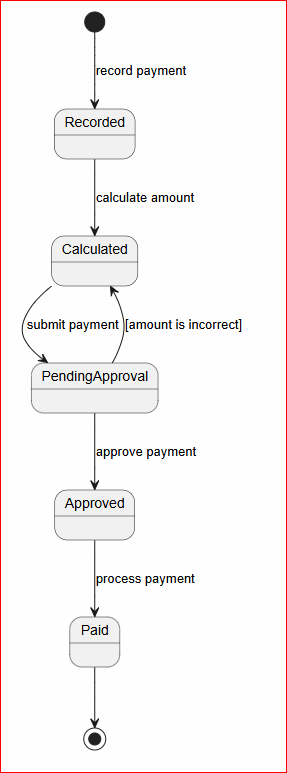 record payment
Recorded
calculate amount
Calculated
submit payment
[amount is incorrect]
PendingApproval
approve payment
Approved
process payment
Paid